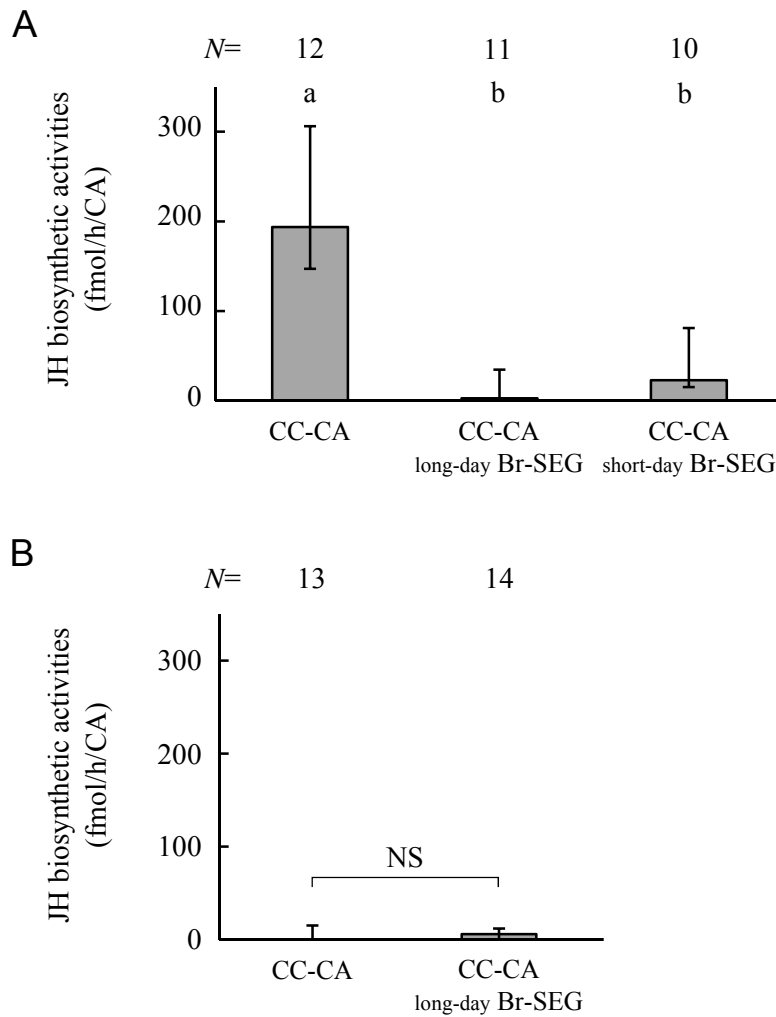 A
N= 12 11 10
a b b
JH biosynthetic activities
(fmol/h/CA)
300
200
100
0
CC-CA CC-CA CC-CA
long-day Br-SEG short-day Br-SEG
B
N= 13 14
JH biosynthetic activities
(fmol/h/CA)
300
200
100
0
NS
CC-CA CC-CA
long-day Br-SEG